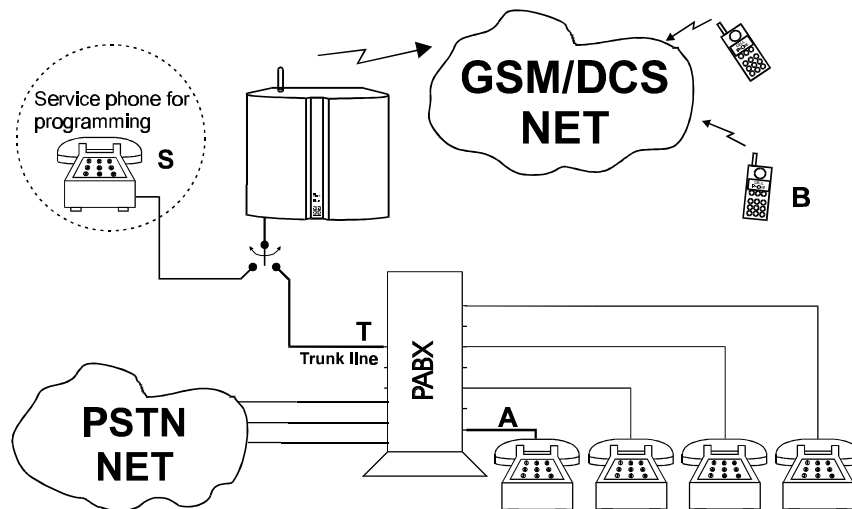 GSM/DCS
NET
Service phone for
programming
S
B
T
Trunk line
PABX
A
PSTN
NET